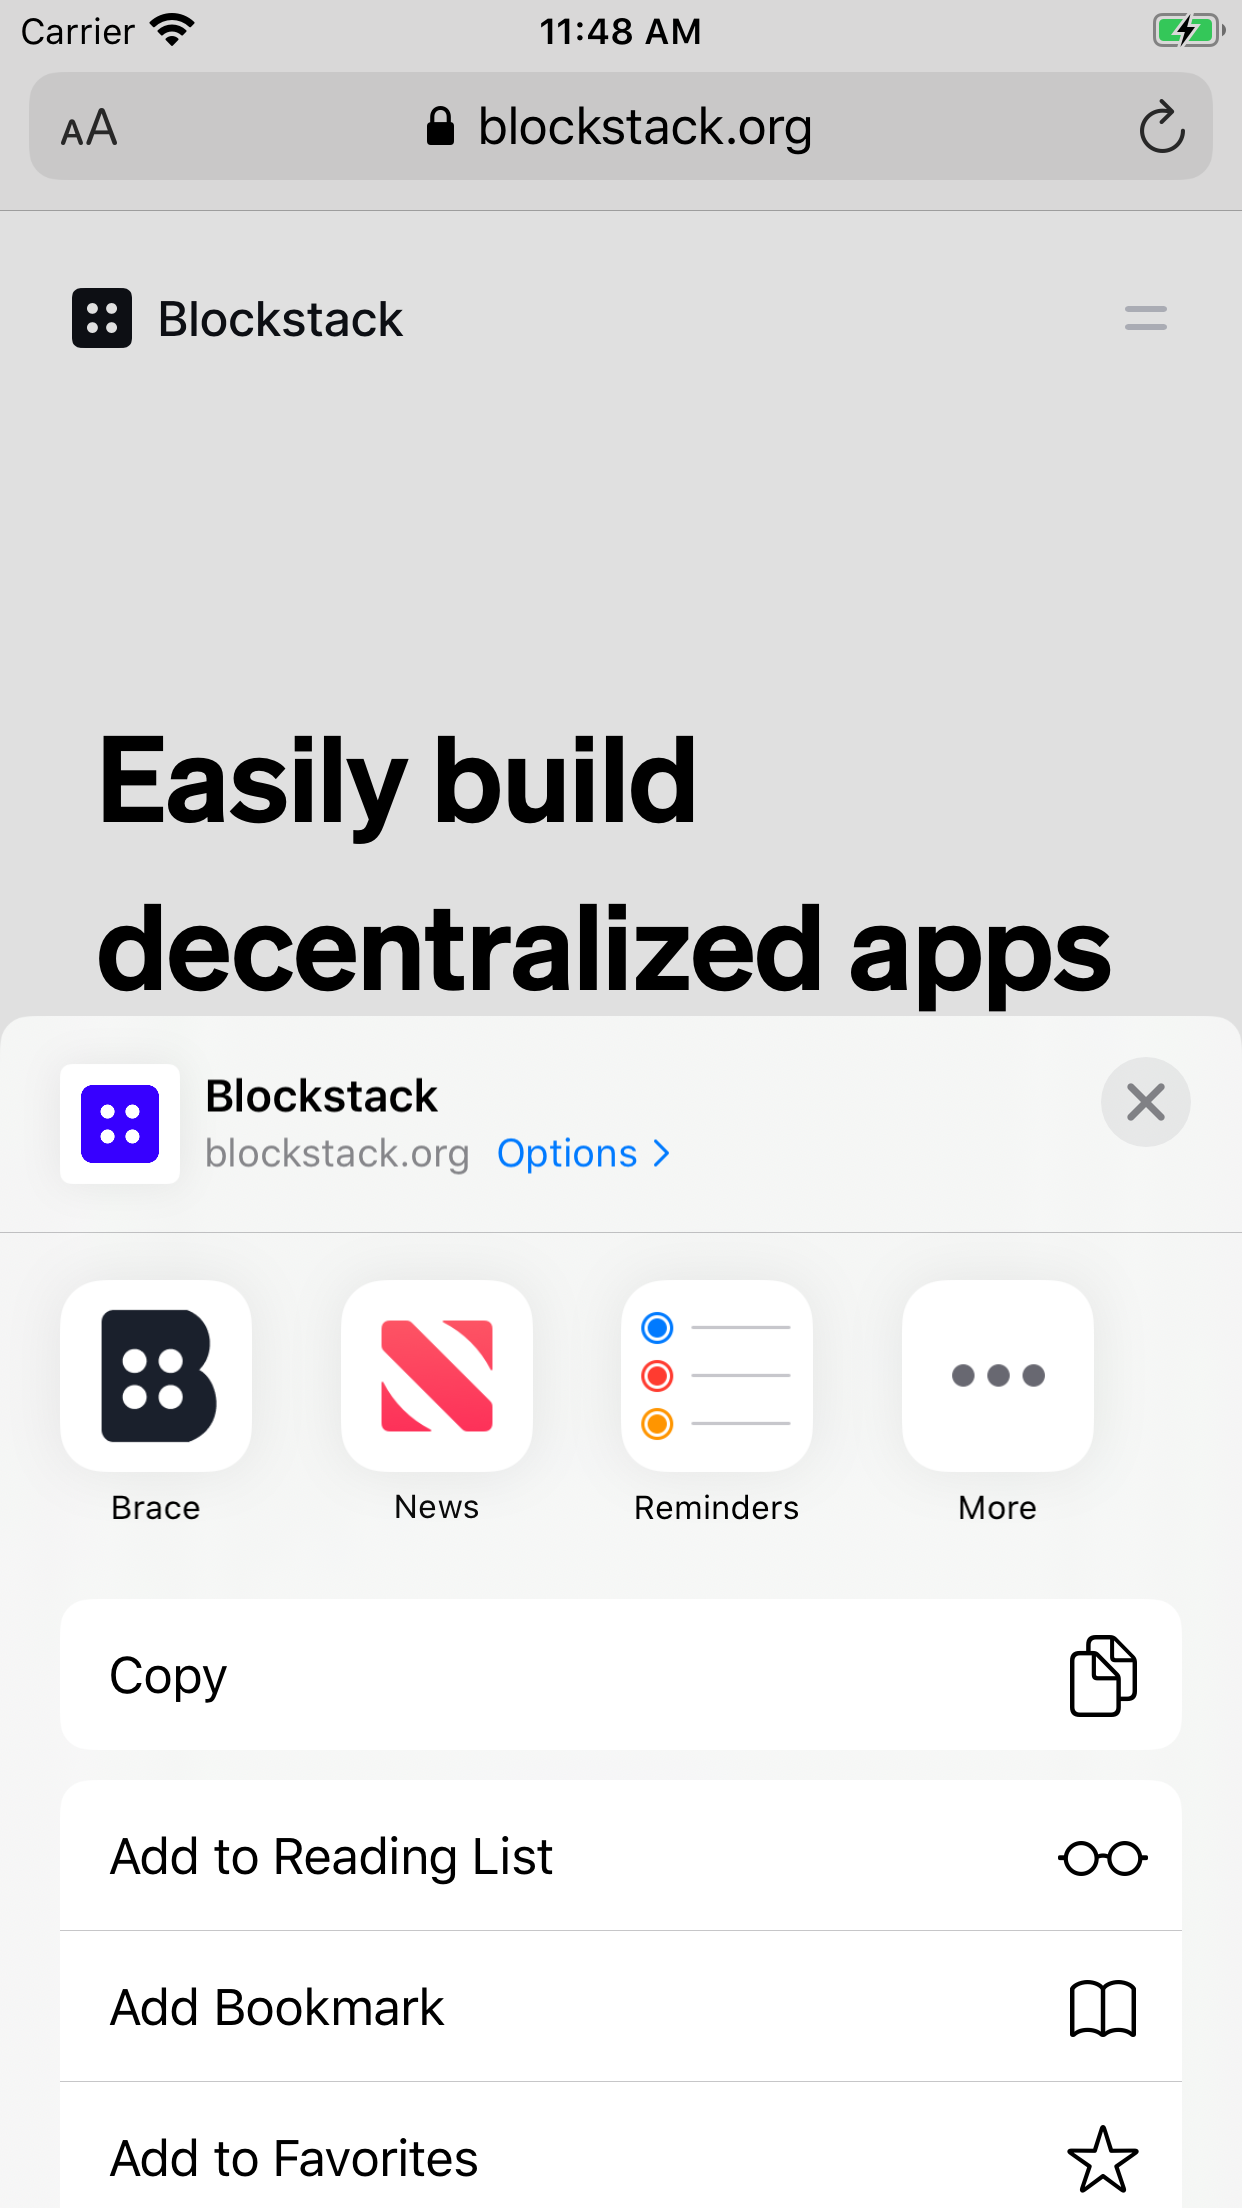 Carrier 11:48 AM
AA blockstack.org
Blockstack
Easily build
decentralized apps
Blockstack
blockstack.org Options
Brace News Reminders More
Copy
Add to Reading List
Add Bookmark
Add to Favorites